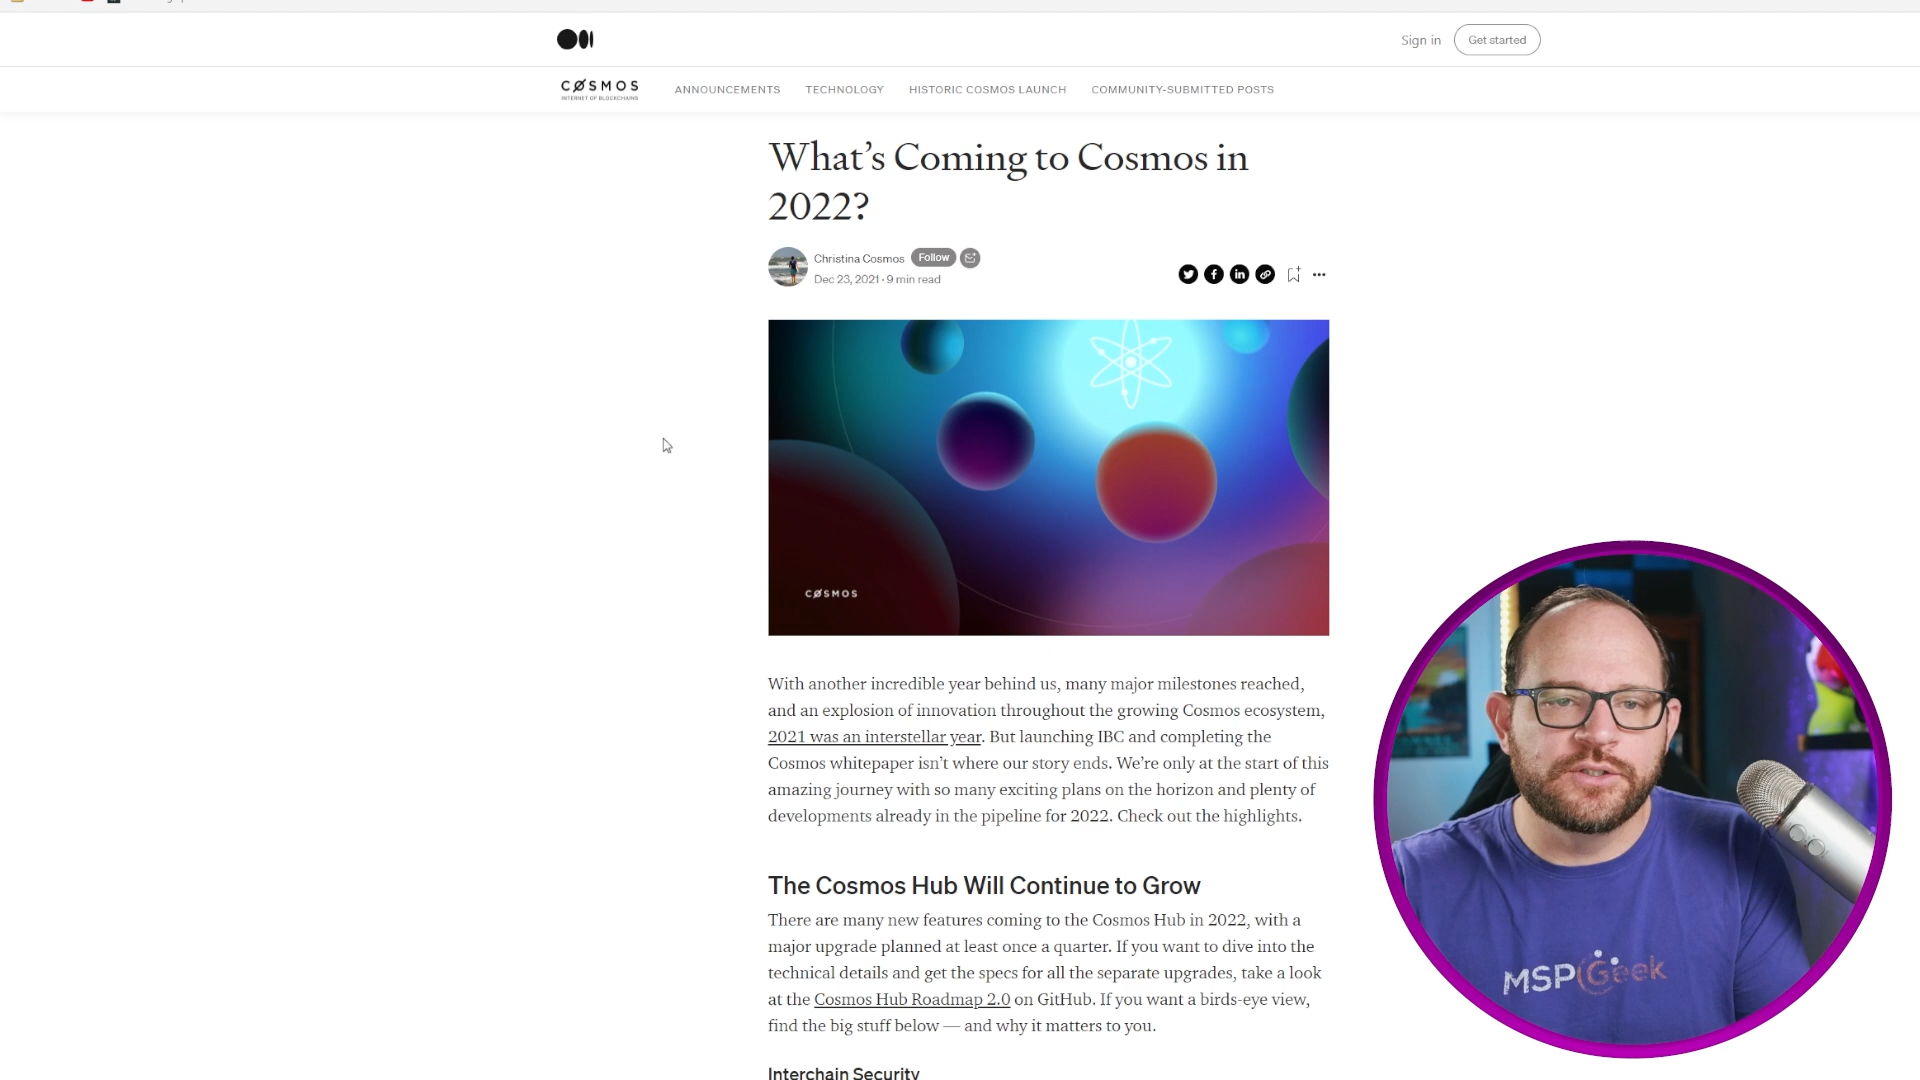 Sign in
Get started
CØSMOS
INTERNET OF BLOCKCHAINS
ANNOUNCEMENTS
TECHNOLOGY
HISTORIC COSMOS LAUNCH
COMMUNITY-SUBMITTED POSTS
What’s Coming to Cosmos in
2022?
Christina Cosmos
Follow
Dec 23, 2021 · 9 min read
CØSMOS
With another incredible year behind us, many major milestones reached,
and an explosion of innovation throughout the growing Cosmos ecosystem,
2021 was an interstellar year. But launching IBC and completing the
Cosmos whitepaper isn’t where our story ends. We’re only at the start of this
amazing journey with so many exciting plans on the horizon and plenty of
developments already in the pipeline for 2022. Check out the highlights.
The Cosmos Hub Will Continue to Grow
There are many new features coming to the Cosmos Hub in 2022, with a
major upgrade planned at least once a quarter. If you want to dive into the
technical details and get the specs for all the separate upgrades, take a look
at the Cosmos Hub Roadmap 2.0 on GitHub. If you want a birds-eye view,
find the big stuff below — and why it matters to you.
Interchain Security
MSPGeek